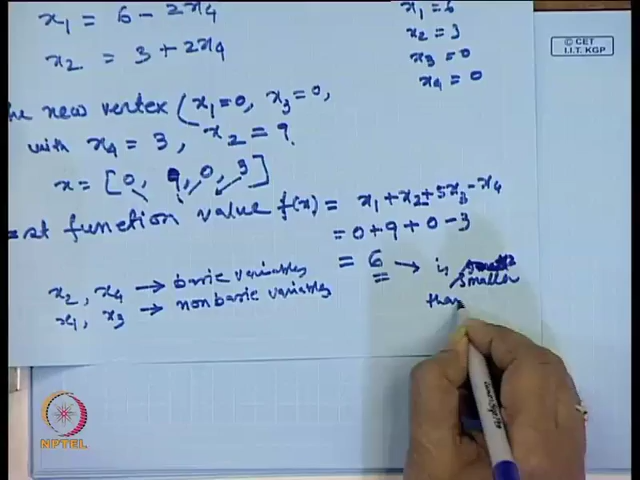 x₁ = 6 - 2x₄
x₂ = 3 + 2x₄
x₁ = 6
x₂ = 3
x₃ = 0
x₄ = 0
© CET
I.I.T. KGP
he new vertex (x₁=0, x₃=0,
with x₄ = 3, x₂ = 9.
x = [0, 9, 0, 3]
st function value f(x) = x₁+x₂+5x₃-x₄
= 0+9+0-3
= 6 → is smaller
than
x₂, x₄ → basic variables
x₁, x₃ → nonbasic variables
NPTEL